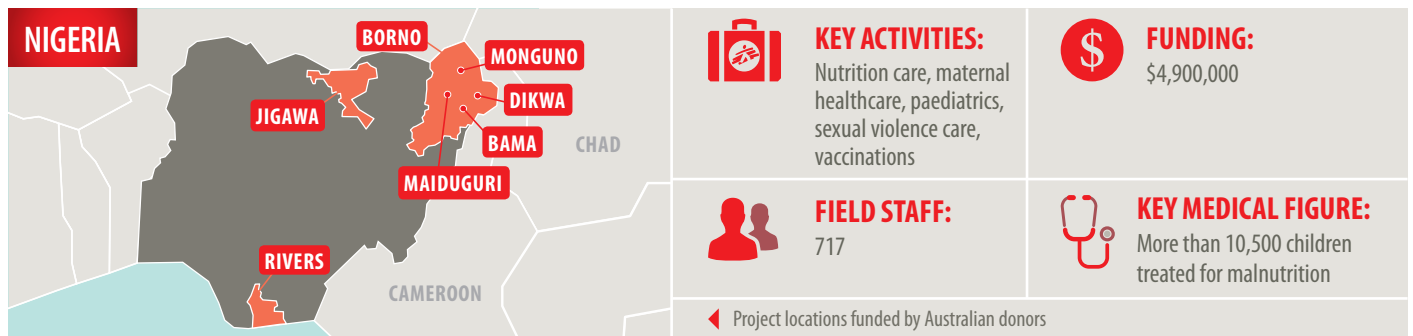 NIGERIA
BORNO
MONGUNO
DIKWA
JIGAWA
BAMA
CHAD
MAIDUGURI
RIVERS
CAMEROON
KEY ACTIVITIES:
Nutrition care, maternal
healthcare, paediatrics,
sexual violence care,
vaccinations
$
FUNDING:
$4,900,000
FIELD STAFF:
717
KEY MEDICAL FIGURE:
More than 10,500 children
treated for malnutrition
Project locations funded by Australian donors